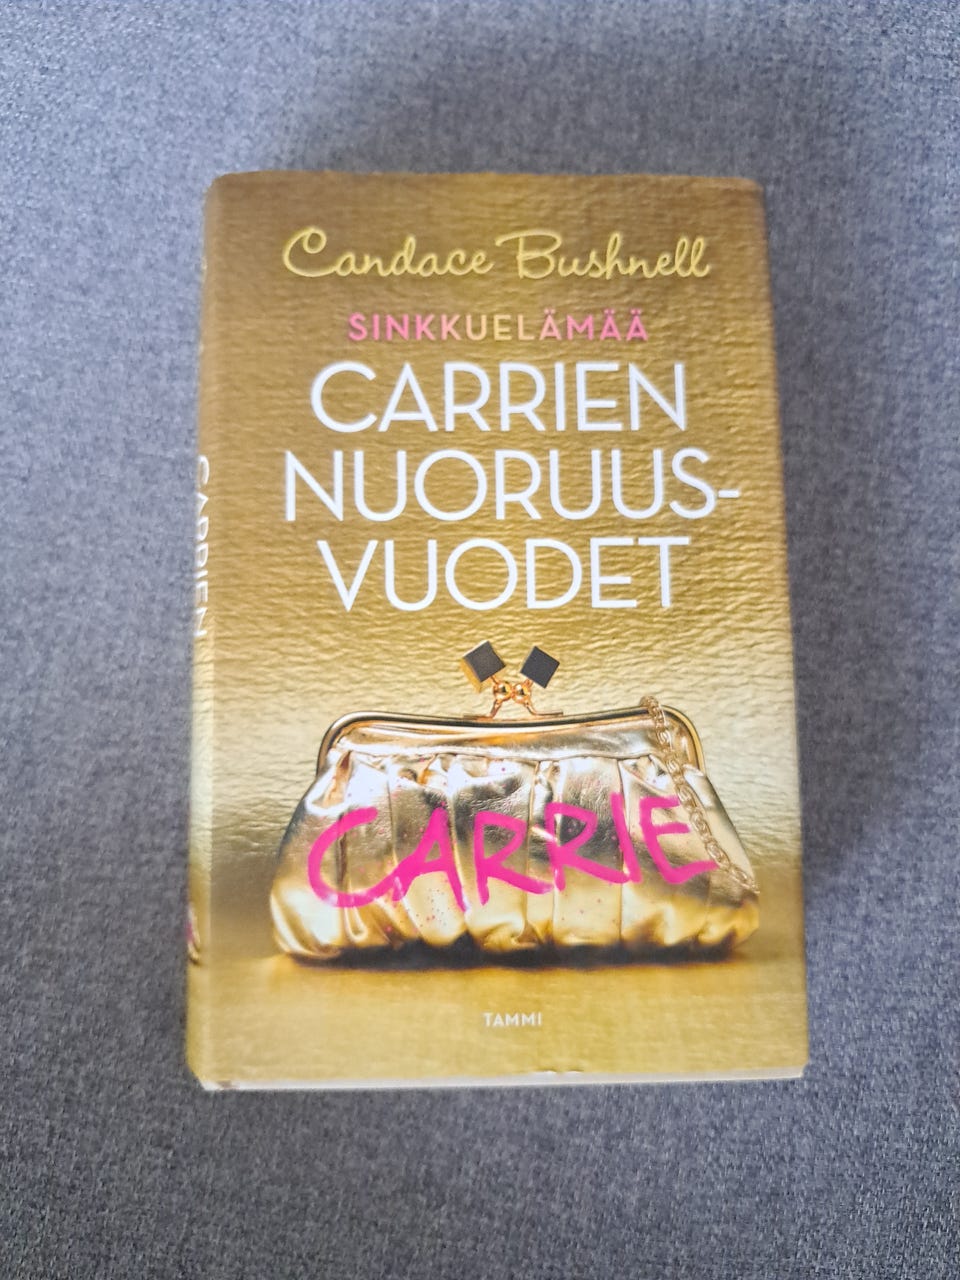 Candace Bushnell
SINKKUELÄMÄÄ
CARRIEN
NUORUUS-
VUODET
CARRIE
TAMMI
CARRIEN